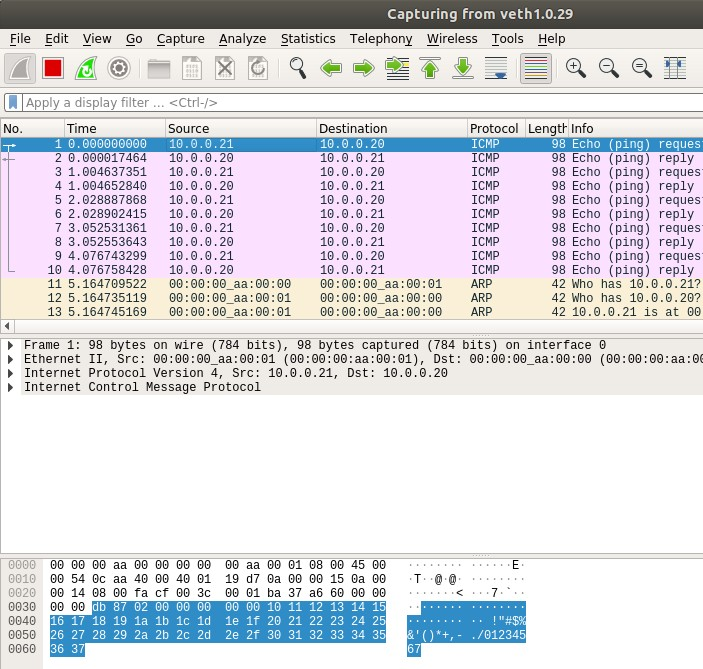 Capturing from veth1.0.29
File Edit View Go Capture Analyze Statistics Telephony Wireless Tools Help
Apply a display filter ... <Ctrl-/>
No. Time Source Destination Protocol Length Info
1 0.000000000 10.0.0.21 10.0.0.20 ICMP 98 Echo (ping) reques
2 0.000017464 10.0.0.20 10.0.0.21 ICMP 98 Echo (ping) reply
3 1.004637351 10.0.0.21 10.0.0.20 ICMP 98 Echo (ping) reques
4 1.004652840 10.0.0.20 10.0.0.21 ICMP 98 Echo (ping) reply
5 2.028887868 10.0.0.21 10.0.0.20 ICMP 98 Echo (ping) reques
6 2.028902415 10.0.0.20 10.0.0.21 ICMP 98 Echo (ping) reply
7 3.052531361 10.0.0.21 10.0.0.20 ICMP 98 Echo (ping) reques
8 3.052553643 10.0.0.20 10.0.0.21 ICMP 98 Echo (ping) reply
9 4.076743299 10.0.0.21 10.0.0.20 ICMP 98 Echo (ping) reques
10 4.076758428 10.0.0.20 10.0.0.21 ICMP 98 Echo (ping) reply
11 5.164709522 00:00:00_aa:00:00 00:00:00_aa:00:01 ARP 42 Who has 10.0.0.21?
12 5.164735119 00:00:00_aa:00:01 00:00:00_aa:00:00 ARP 42 Who has 10.0.0.20?
13 5.164745169 00:00:00_aa:00:01 00:00:00_aa:00:00 ARP 42 10.0.0.21 is at 00
Frame 1: 98 bytes on wire (784 bits), 98 bytes captured (784 bits) on interface 0
Ethernet II, Src: 00:00:00_aa:00:01 (00:00:00:aa:00:01), Dst: 00:00:00_aa:00:00 (00:00:00:aa:00
Internet Protocol Version 4, Src: 10.0.0.21, Dst: 10.0.0.20
Internet Control Message Protocol
0000 00 00 00 aa 00 00 00 00 00 aa 00 01 08 00 45 00 ········ ······E·
0010 00 54 0c aa 40 00 40 01 19 d7 0a 00 00 15 0a 00 ·T··@·@· ········
0020 00 14 08 00 fa cf 00 3c 00 01 ba 37 a6 60 00 00 ·······< ···7·`··
0030 00 00 db 87 02 00 00 00 00 00 10 11 12 13 14 15 ········ ········
0040 16 17 18 19 1a 1b 1c 1d 1e 1f 20 21 22 23 24 25 ········ ·· !"#$%
0050 26 27 28 29 2a 2b 2c 2d 2e 2f 30 31 32 33 34 35 &'()*+,- ./012345
0060 36 37 67